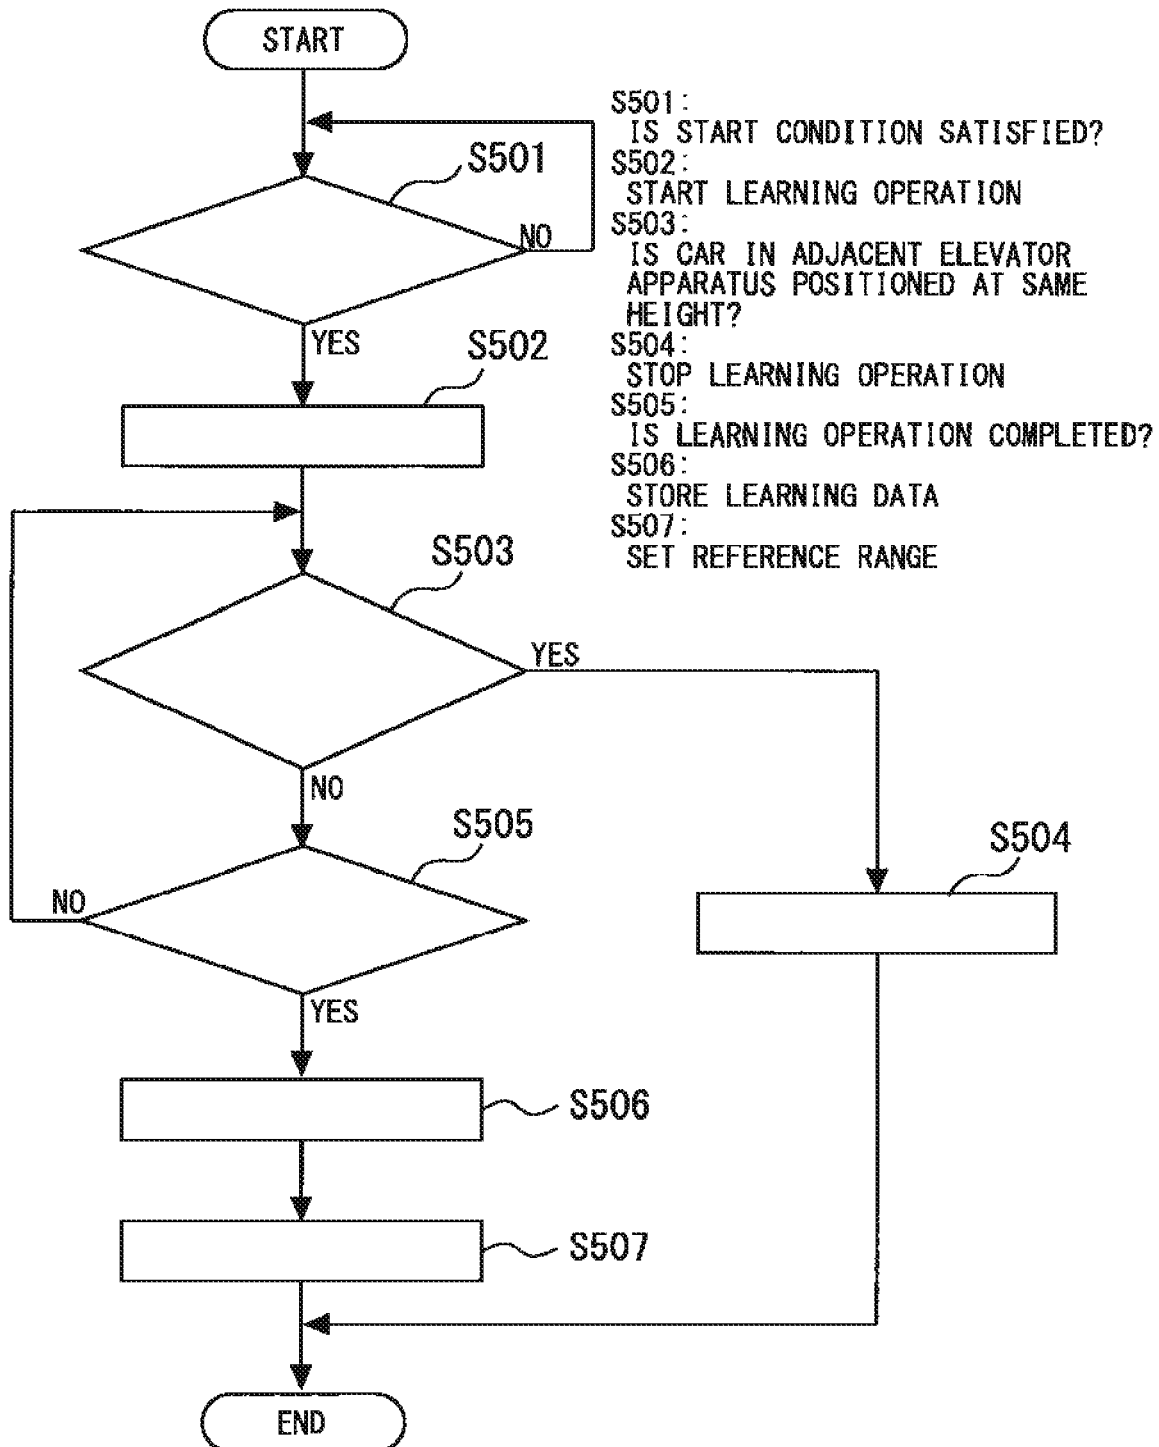 START
S501:
IS START CONDITION SATISFIED?
S502:
START LEARNING OPERATION
S503:
IS CAR IN ADJACENT ELEVATOR
APPARATUS POSITIONED AT SAME
HEIGHT?
S504:
STOP LEARNING OPERATION
S505:
IS LEARNING OPERATION COMPLETED?
S506:
STORE LEARNING DATA
S507:
SET REFERENCE RANGE
S501
NO
YES
S502
S503
YES
NO
S505
NO
S504
YES
S506
S507
END